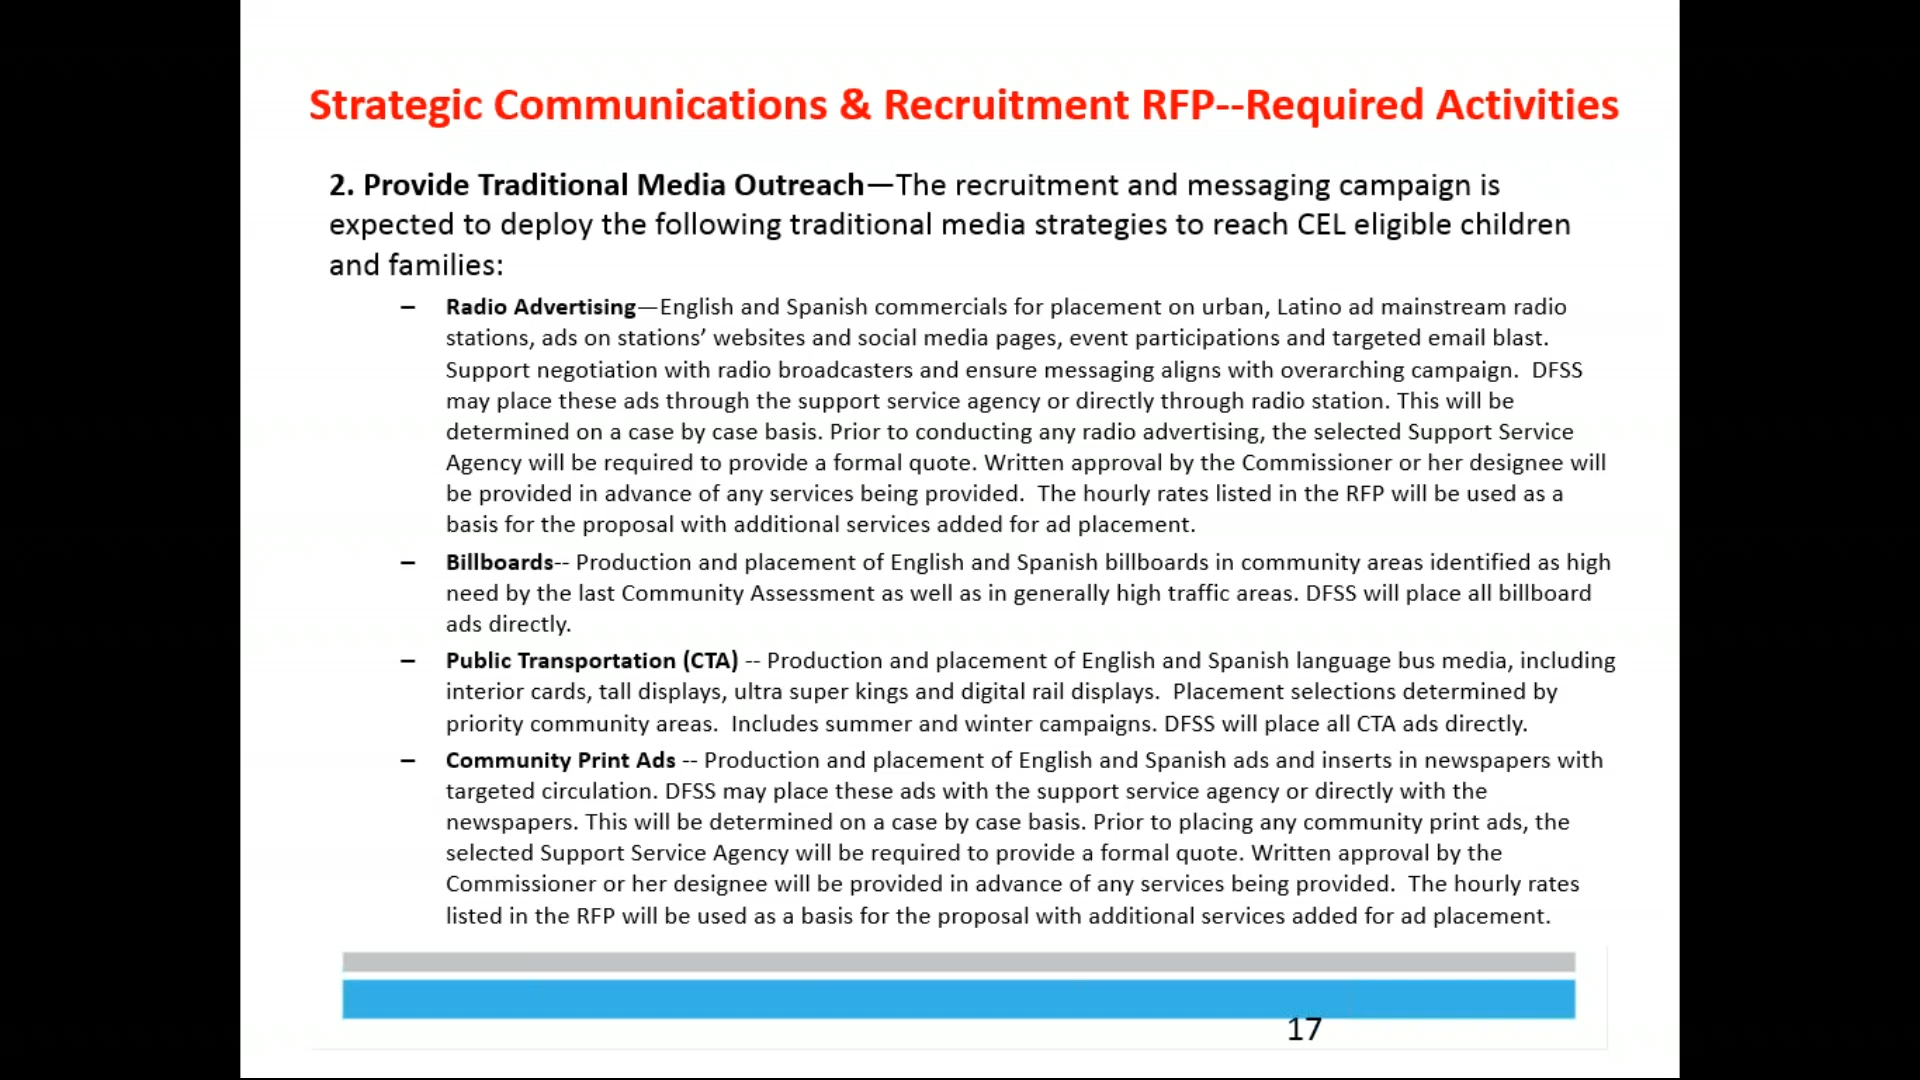 Strategic Communications & Recruitment RFP--Required Activities
2. Provide Traditional Media Outreach—The recruitment and messaging campaign is
expected to deploy the following traditional media strategies to reach CEL eligible children
and families:
– Radio Advertising—English and Spanish commercials for placement on urban, Latino ad mainstream radio
stations, ads on stations’ websites and social media pages, event participations and targeted email blast.
Support negotiation with radio broadcasters and ensure messaging aligns with overarching campaign.  DFSS
may place these ads through the support service agency or directly through radio station. This will be
determined on a case by case basis. Prior to conducting any radio advertising, the selected Support Service
Agency will be required to provide a formal quote. Written approval by the Commissioner or her designee will
be provided in advance of any services being provided.  The hourly rates listed in the RFP will be used as a
basis for the proposal with additional services added for ad placement.
– Billboards-- Production and placement of English and Spanish billboards in community areas identified as high
need by the last Community Assessment as well as in generally high traffic areas. DFSS will place all billboard
ads directly.
– Public Transportation (CTA) -- Production and placement of English and Spanish language bus media, including
interior cards, tall displays, ultra super kings and digital rail displays.  Placement selections determined by
priority community areas.  Includes summer and winter campaigns. DFSS will place all CTA ads directly.
– Community Print Ads -- Production and placement of English and Spanish ads and inserts in newspapers with
targeted circulation. DFSS may place these ads with the support service agency or directly with the
newspapers. This will be determined on a case by case basis. Prior to placing any community print ads, the
selected Support Service Agency will be required to provide a formal quote. Written approval by the
Commissioner or her designee will be provided in advance of any services being provided.  The hourly rates
listed in the RFP will be used as a basis for the proposal with additional services added for ad placement.
17